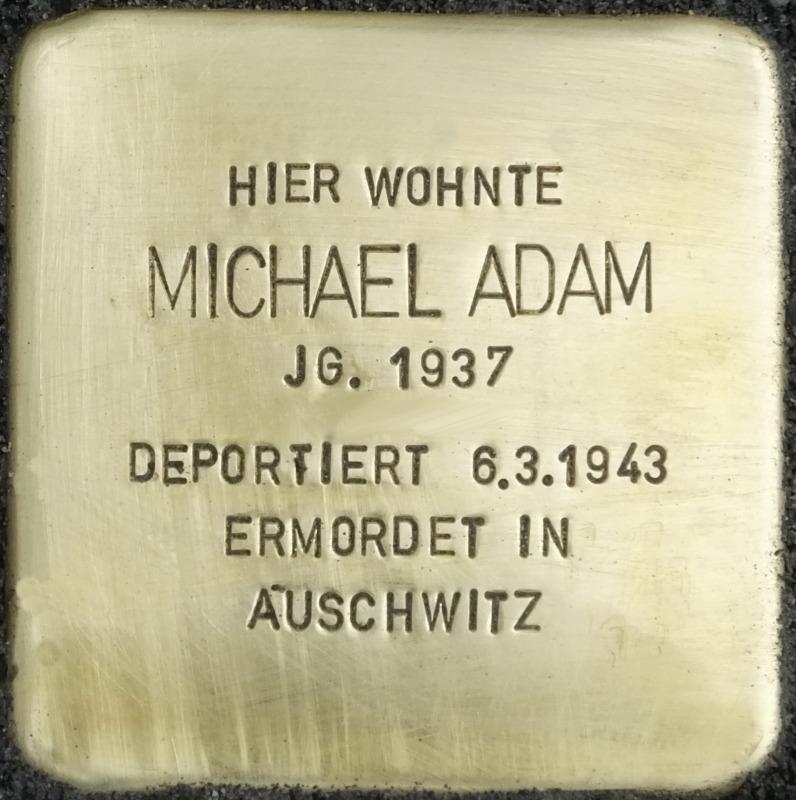 HIER WOHNTE
MICHAEL ADAM
JG. 1937
DEPORTIERT 6.3.1943
ERMORDET IN
AUSCHWITZ